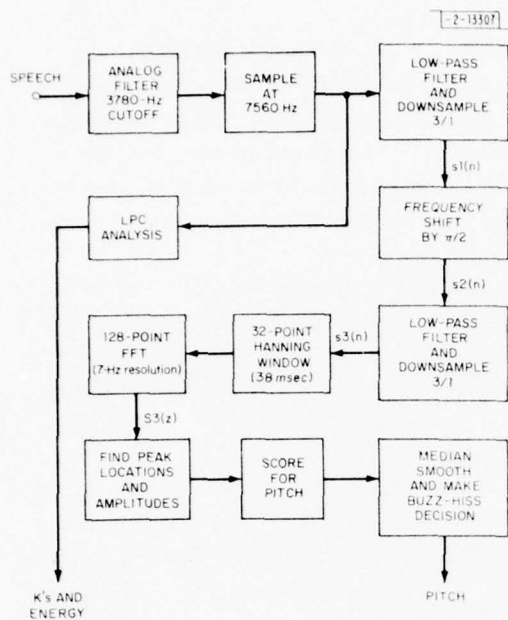 -2-13307
SPEECH
ANALOG
FILTER
3780-Hz
CUTOFF
SAMPLE
AT
7560 Hz
LOW-PASS
FILTER
AND
DOWNSAMPLE
3/1
s1(n)
LPC
ANALYSIS
FREQUENCY
SHIFT
BY π/2
s2(n)
128-POINT
FFT
(7-Hz resolution)
32-POINT
HANNING
WINDOW
(38 msec)
s3(n)
LOW-PASS
FILTER
AND
DOWNSAMPLE
3/1
S3(z)
FIND PEAK
LOCATIONS
AND
AMPLITUDES
SCORE
FOR
PITCH
MEDIAN
SMOOTH
AND MAKE
BUZZ-HISS
DECISION
K's AND
ENERGY
PITCH